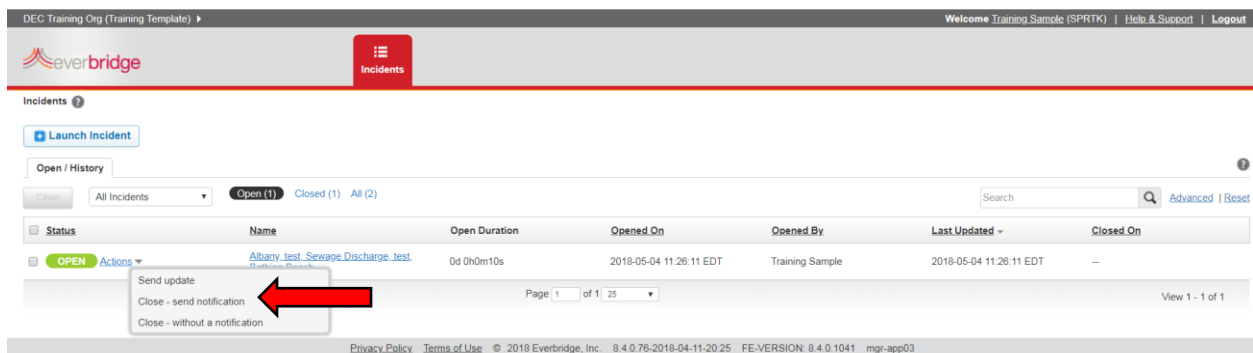 DEC Training Org (Training Template) Welcome Training Sample (SPRTK) | Help & Support | Logout
everbridge
Incidents
Incidents ?
Launch Incident
Open / History ?
Close All Incidents Open (1) Closed (1) All (2) Search Advanced | Reset
Status Name Open Duration Opened On Opened By Last Updated Closed On
OPEN Actions Albany, test, Sewage Discharge, test, 0d 0h0m10s 2018-05-04 11:26:11 EDT Training Sample 2018-05-04 11:26:11 EDT --
Bathing Beach
Send update
Close - send notification
Close - without a notification
Page 1 of 1 25 View 1 - 1 of 1
Privacy Policy Terms of Use © 2018 Everbridge, Inc. 8.4.0.76-2018-04-11-20:25 FE-VERSION: 8.4.0.1041 mgr-app03